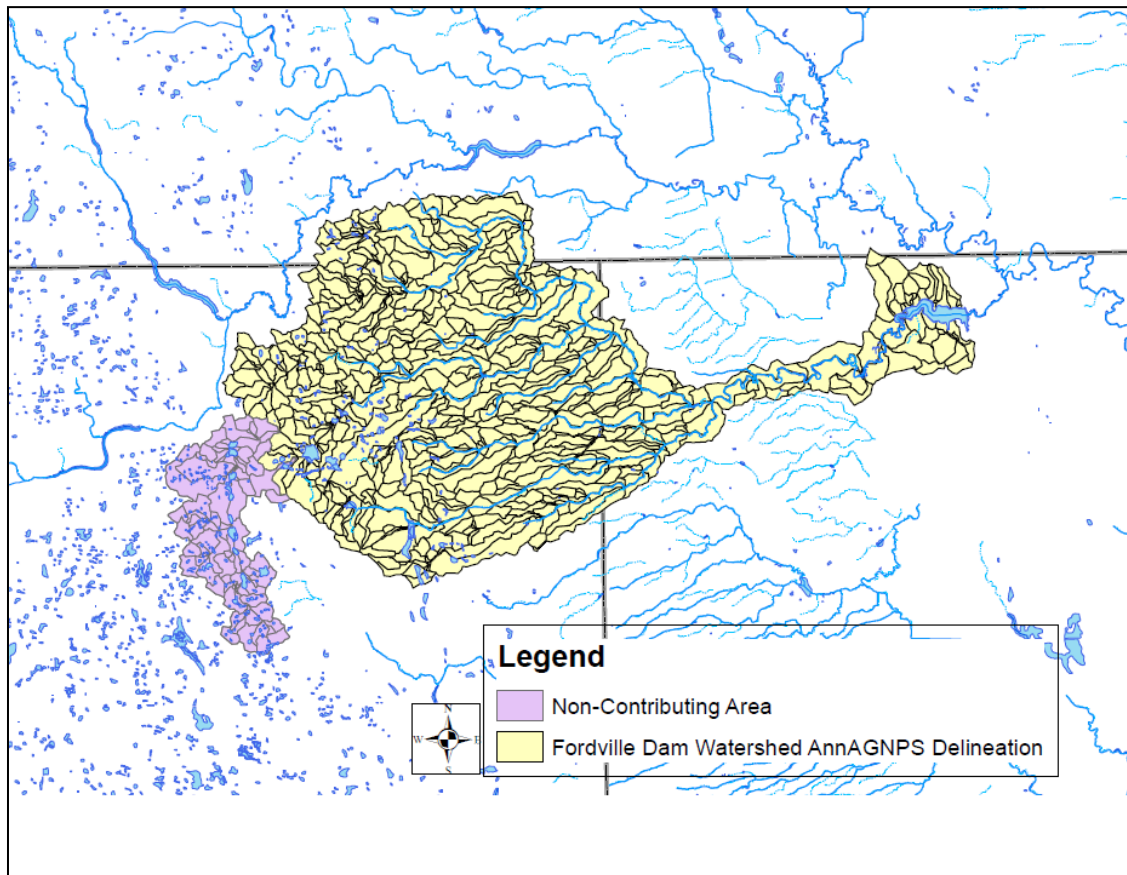 Legend
Non-Contributing Area
N
W E
S
Fordville Dam Watershed AnnAGNPS Delineation